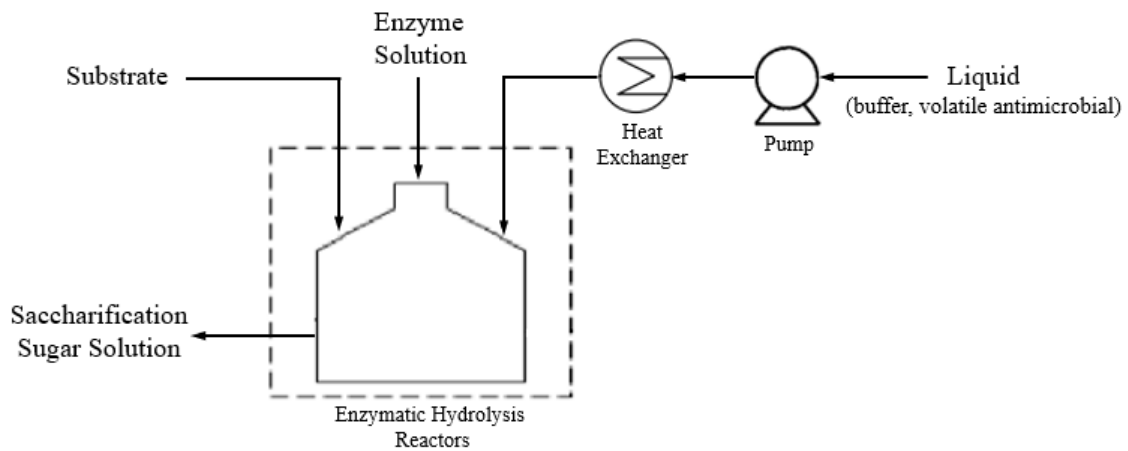 Enzyme
Solution
Substrate
Liquid
(buffer, volatile antimicrobial)
Heat
Exchanger
Pump
Saccharification
Sugar Solution
Enzymatic Hydrolysis
Reactors